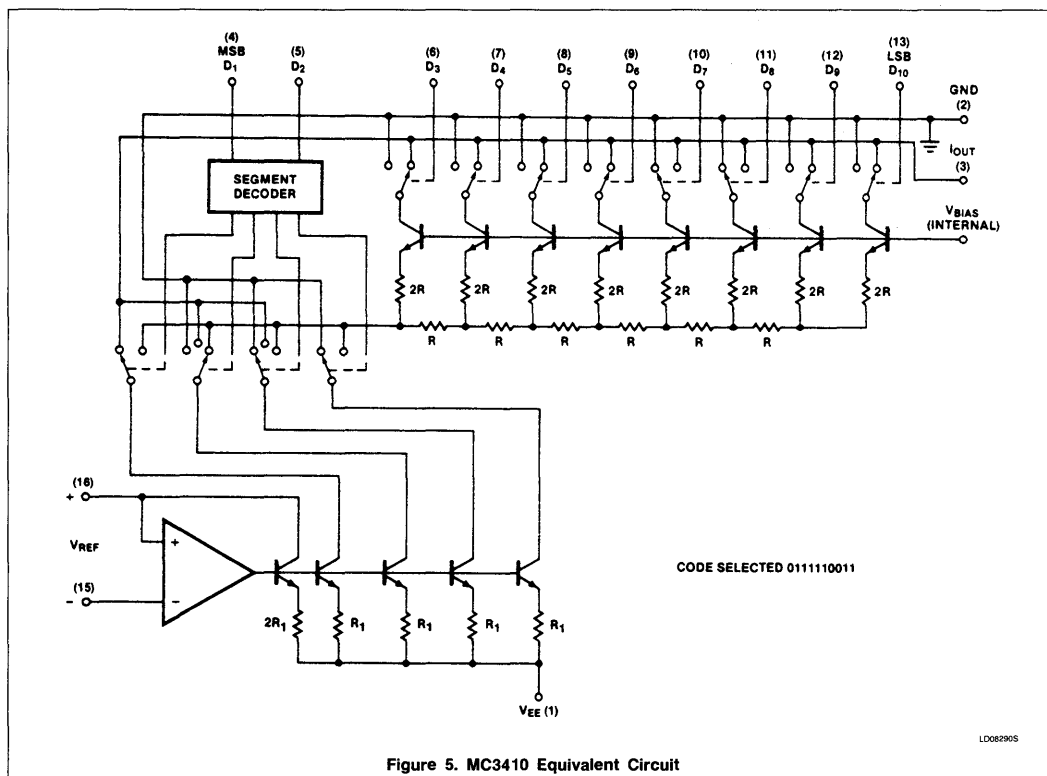 (4)
MSB
D1
(5)
D2
(6)
D3
(7)
D4
(8)
D5
(9)
D6
(10)
D7
(11)
D8
(12)
D9
(13)
LSB
D10
GND
(2)
IOUT
(3)
VBIAS
(INTERNAL)
SEGMENT
DECODER
2R
2R
2R
2R
2R
2R
2R
2R
R
R
R
R
R
R
+
(16)
VREF
-
(15)
+
-
CODE SELECTED 0111110011
2R1
R1
R1
R1
R1
VEE (1)
LD08290S
Figure 5. MC3410 Equivalent Circuit